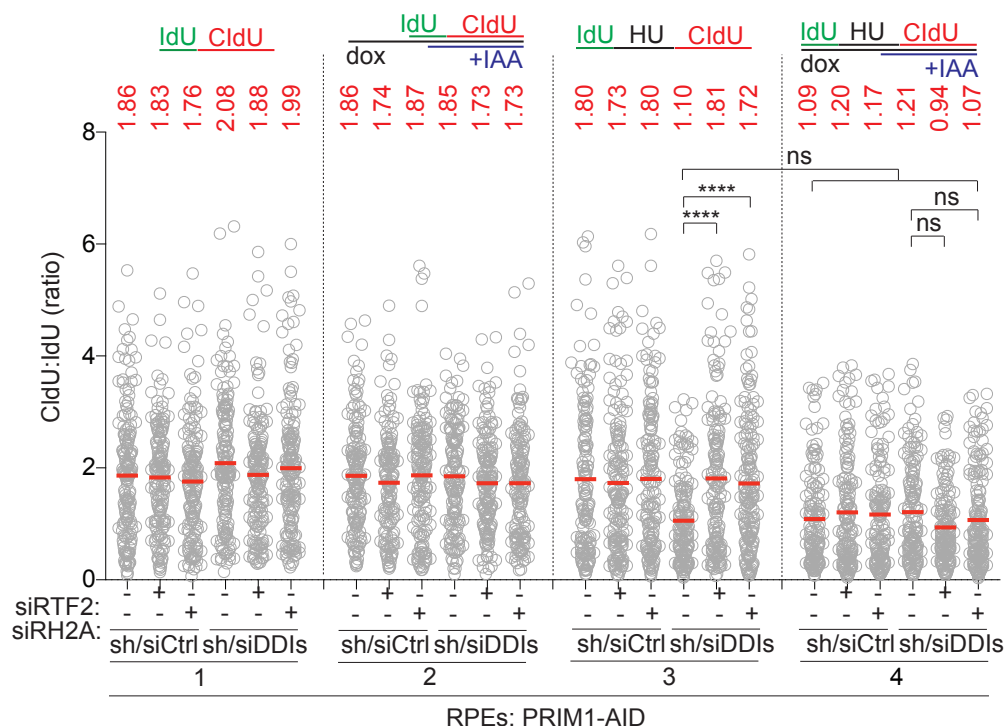 IdU CldU
IdU CldU
dox +IAA
IdU HU CldU
IdU HU CldU
dox +IAA
1.86 1.83 1.76 2.08 1.88 1.99 1.86 1.74 1.87 1.85 1.73 1.73 1.80 1.73 1.80 1.10 1.81 1.72 1.09 1.20 1.17 1.21 0.94 1.07
8
ns
**** ns
**** ns
6
CldU:IdU (ratio)
4
2
0
siRTF2: - + - - + - - + - - + - - + - - + - - + - - + -
siRH2A: - - + - - + - - + - - + - - + - - + - - + - - +
sh/siCtrl sh/siDDIs sh/siCtrl sh/siDDIs sh/siCtrl sh/siDDIs sh/siCtrl sh/siDDIs
1 2 3 4
RPEs: PRIM1-AID